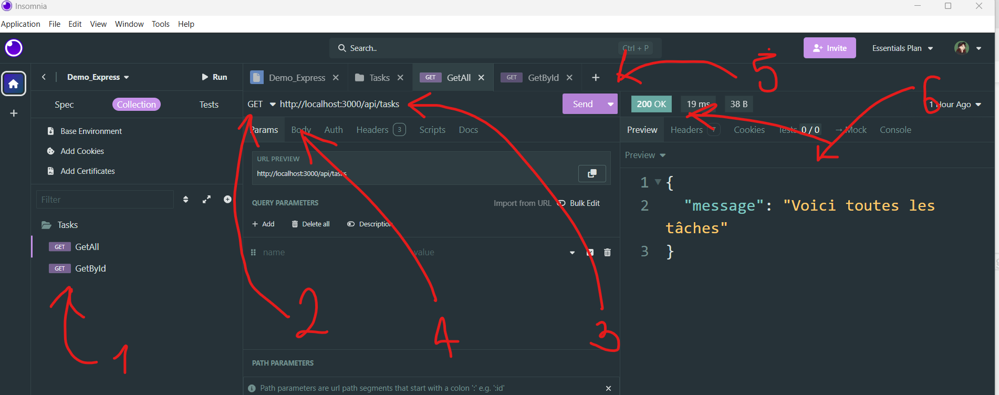 Insomnia
Application File Edit View Window Tools Help
Search.. Ctrl + P
Invite
Essentials Plan
Demo_Express
Run
Demo_Express
Tasks
GET GetAll
GET GetById
5
6
Spec Collection Tests
GET http://localhost:3000/api/tasks
Send
200 OK
19 ms
38 B
1 Hour Ago
Base Environment
Params Body Auth Headers 3 Scripts Docs
Preview Headers 7 Cookies Tests 0 / 0 → Mock Console
Add Cookies
Add Certificates
URL PREVIEW
http://localhost:3000/api/tasks
Preview
Filter
QUERY PARAMETERS
Import from URL Bulk Edit
Add Delete all Description
1 {
2 "message": "Voici toutes les
tâches"
3 }
Tasks
GET GetAll
GET GetById
name value
1
2
4
3
PATH PARAMETERS
Path parameters are url path segments that start with a colon ':' e.g. ':id'